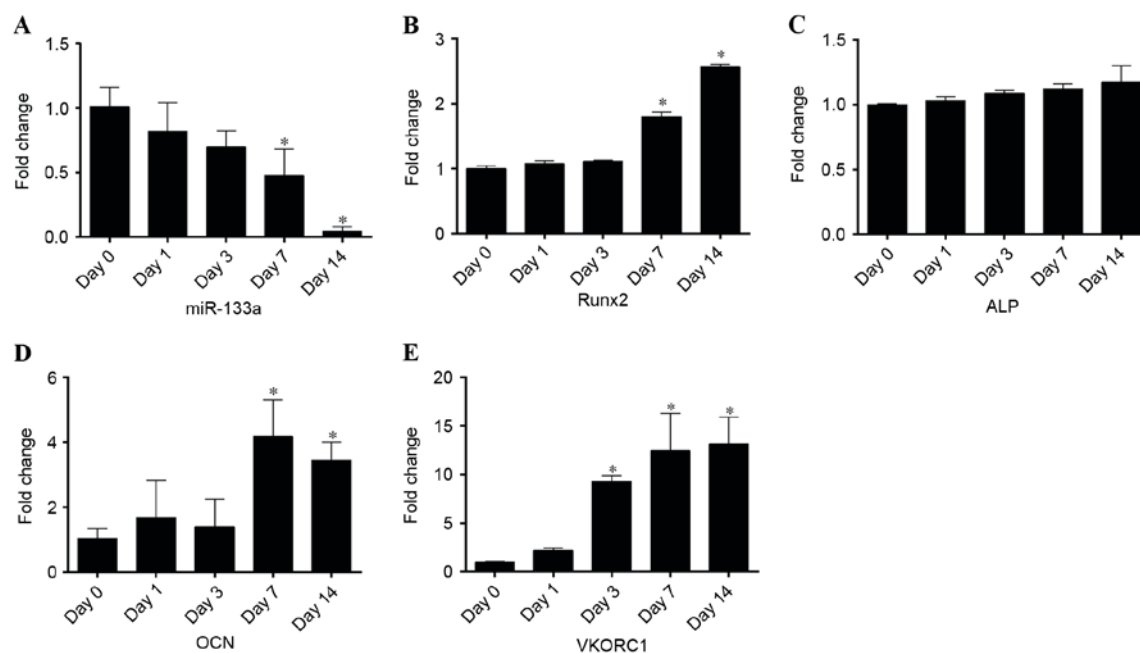 A
Fold change
1.5
1.0
0.5
0.0
*
*
Day 0
Day 1
Day 3
Day 7
Day 14
miR-133a
B
Fold change
3
2
1
0
*
*
Day 0
Day 1
Day 3
Day 7
Day 14
Runx2
C
Fold change
1.5
1.0
0.5
0.0
Day 0
Day 1
Day 3
Day 7
Day 14
ALP
D
Fold change
6
4
2
0
*
*
Day 0
Day 1
Day 3
Day 7
Day 14
OCN
E
Fold change
20
15
10
5
0
*
*
*
Day 0
Day 1
Day 3
Day 7
Day 14
VKORC1